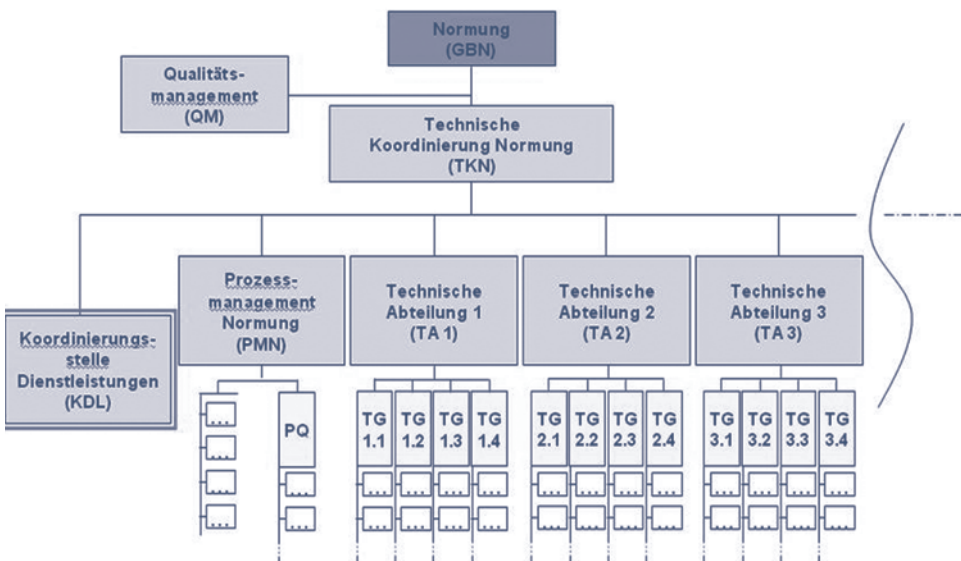 Normung
(GBN)
Qualitäts-
management
(QM)
Technische
Koordinierung Normung
(TKN)
Koordinierungs-
stelle
Dienstleistungen
(KDL)
Prozess-
management
Normung
(PMN)
Technische
Abteilung 1
(TA 1)
Technische
Abteilung 2
(TA 2)
Technische
Abteilung 3
(TA 3)
...
...
...
...
PQ
...
...
TG
1.1
TG
1.2
TG
1.3
TG
1.4
...
...
...
...
...
...
...
...
TG
2.1
TG
2.2
TG
2.3
TG
2.4
...
...
...
...
...
...
...
...
TG
3.1
TG
3.2
TG
3.3
TG
3.4
...
...
...
...
...
...
...
...